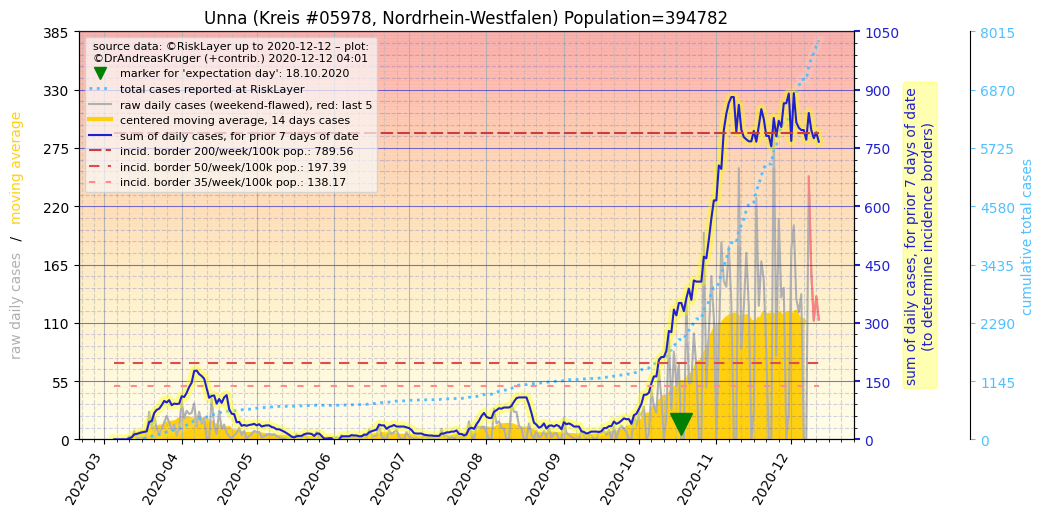 Unna (Kreis #05978, Nordrhein-Westfalen) Population=394782
source data: ©RiskLayer up to 2020-12-12 – plot:
©DrAndreasKruger (+contrib.) 2020-12-12 04:01
marker for 'expectation day': 18.10.2020
total cases reported at RiskLayer
raw daily cases (weekend-flawed), red: last 5
centered moving average, 14 days cases
sum of daily cases, for prior 7 days of date
incid. border 200/week/100k pop.: 789.56
incid. border 50/week/100k pop.: 197.39
incid. border 35/week/100k pop.: 138.17
raw daily cases / moving average
385
330
275
220
165
110
55
0
2020-03
2020-04
2020-05
2020-06
2020-07
2020-08
2020-09
2020-10
2020-11
2020-12
1050
900
750
600
450
300
150
0
sum of daily cases, for prior 7 days of date
(to determine incidence borders)
8015
6870
5725
4580
3435
2290
1145
0
cumulative total cases